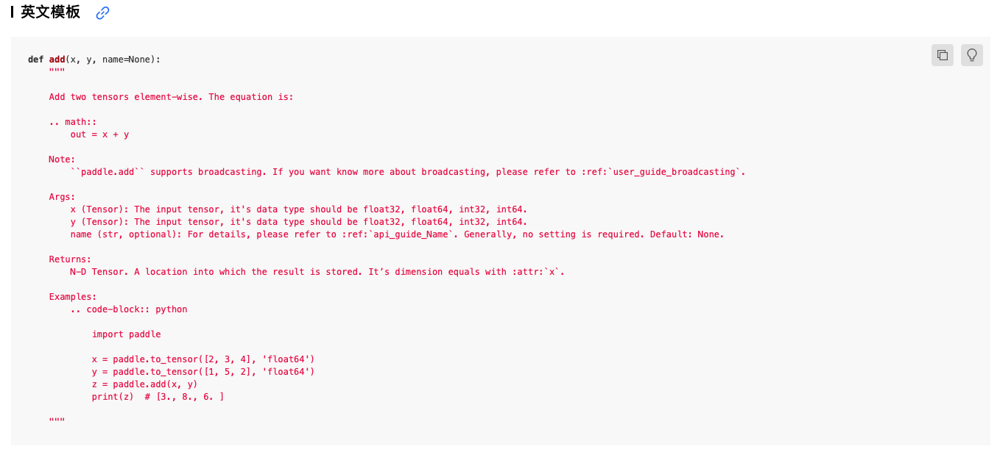 英文模板
def add(x, y, name=None):
    """

    Add two tensors element-wise. The equation is:

    .. math::
        out = x + y

    Note:
        ``paddle.add`` supports broadcasting. If you want know more about broadcasting, please refer to :ref:`user_guide_broadcasting`.

    Args:
        x (Tensor): The input tensor, it's data type should be float32, float64, int32, int64.
        y (Tensor): The input tensor, it's data type should be float32, float64, int32, int64.
        name (str, optional): For details, please refer to :ref:`api_guide_Name`. Generally, no setting is required. Default: None.

    Returns:
        N-D Tensor. A location into which the result is stored. It’s dimension equals with :attr:`x`.

    Examples:
        .. code-block:: python

            import paddle

            x = paddle.to_tensor([2, 3, 4], 'float64')
            y = paddle.to_tensor([1, 5, 2], 'float64')
            z = paddle.add(x, y)
            print(z)  # [3., 8., 6. ]

    """